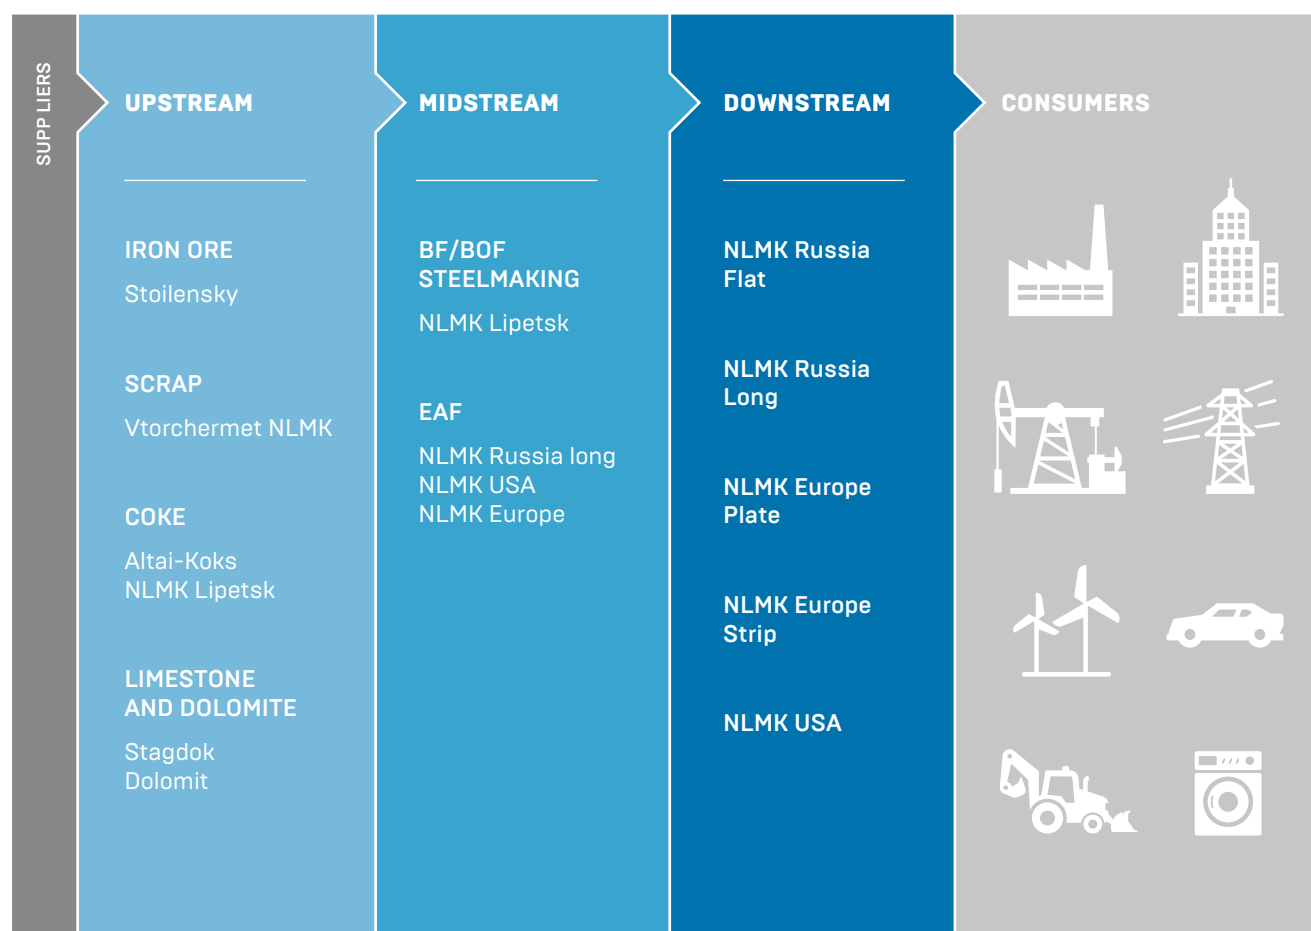 SUPP LIERS
UPSTREAM
IRON ORE
Stoilensky
SCRAP
Vtorchermet NLMK
COKE
Altai-Koks
NLMK Lipetsk
LIMESTONE
AND DOLOMITE
Stagdok
Dolomit
MIDSTREAM
BF/BOF
STEELMAKING
NLMK Lipetsk
EAF
NLMK Russia long
NLMK USA
NLMK Europe
DOWNSTREAM
NLMK Russia
Flat
NLMK Russia
Long
NLMK Europe
Plate
NLMK Europe
Strip
NLMK USA
CONSUMERS